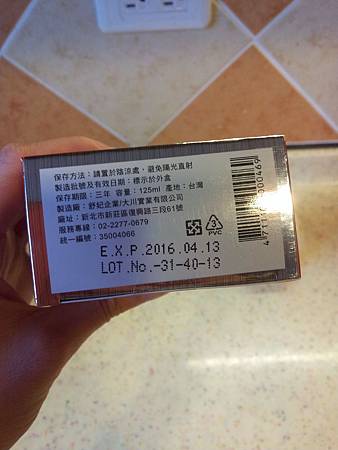 保存方法：請置於陰涼處，避免陽光直射
製造批號及有效日期：標示於外盒
保存期限：三年 容量：125ml 產地：台灣
製造廠：舒妃企業/大川實業有限公司
廠址：新北市新莊區復興路三段61號
服務專線：02-2277-0679
統一編號：35004066
E.X.P.2016.04.13
LOT.No.-31-40-13
3
PVC